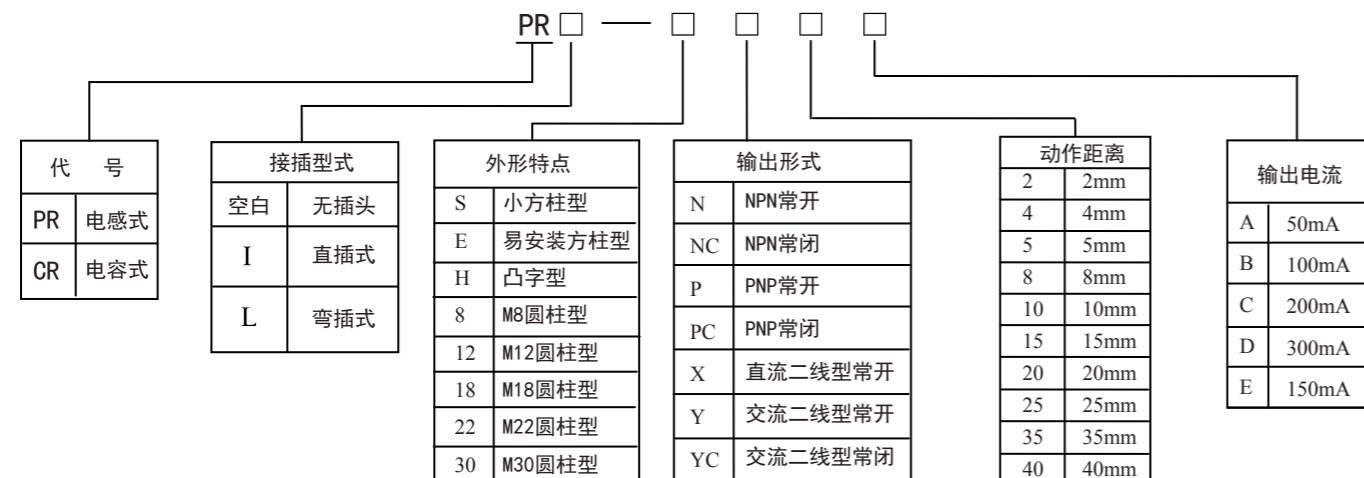 PR□ — □ □ □ □
代 号
PR 电感式
CR 电容式
接插型式
空白 无插头
I 直插式
L 弯插式
外形特点
S 小方柱型
E 易安装方柱型
H 凸字型
8 M8圆柱型
12 M12圆柱型
18 M18圆柱型
22 M22圆柱型
30 M30圆柱型
输出形式
N NPN常开
NC NPN常闭
P PNP常开
PC PNP常闭
X 直流二线型常开
Y 交流二线型常开
YC 交流二线型常闭
动作距离
2 2mm
4 4mm
5 5mm
8 8mm
10 10mm
15 15mm
20 20mm
25 25mm
35 35mm
40 40mm
输出电流
A 50mA
B 100mA
C 200mA
D 300mA
E 150mA